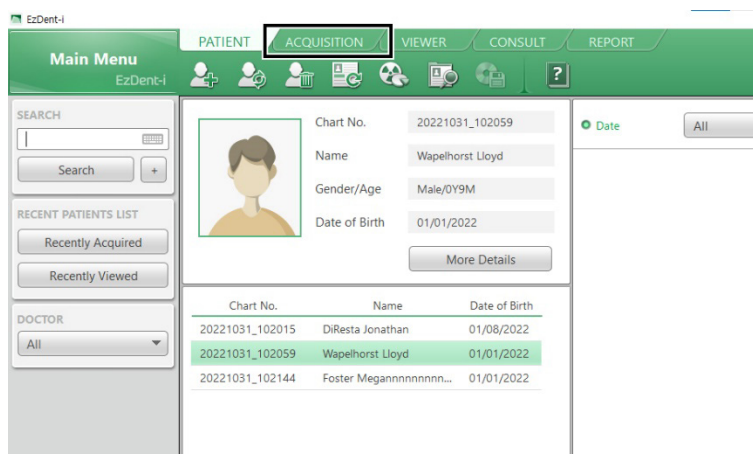 EzDent-i
Main Menu
EzDent-i
PATIENT ACQUISITION VIEWER CONSULT REPORT
?
SEARCH
Search +
RECENT PATIENTS LIST
Recently Acquired
Recently Viewed
DOCTOR
All
Chart No. 20221031_102059
Name Wapelhorst Lloyd
Gender/Age Male/0Y9M
Date of Birth 01/01/2022
More Details
Chart No. Name Date of Birth
20221031_102015 DiResta Jonathan 01/08/2022
20221031_102059 Wapelhorst Lloyd 01/01/2022
20221031_102144 Foster Megannnnnnnnn... 01/01/2022
Date All